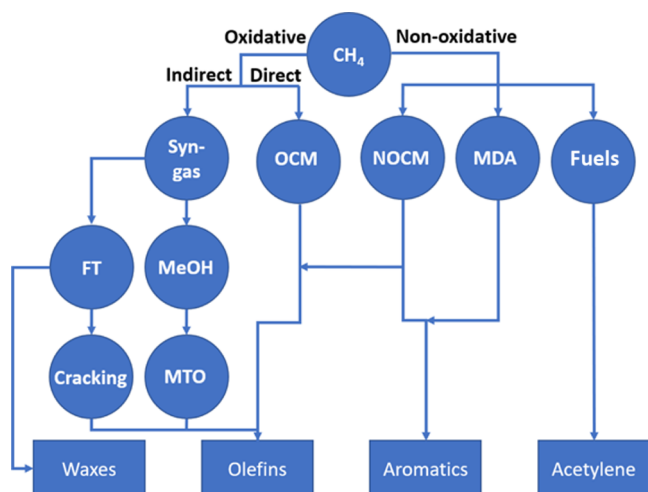 Oxidative
CH4
Non-oxidative
Indirect
Direct
Syn-
gas
OCM
NOCM
MDA
Fuels
FT
MeOH
Cracking
MTO
Waxes
Olefins
Aromatics
Acetylene